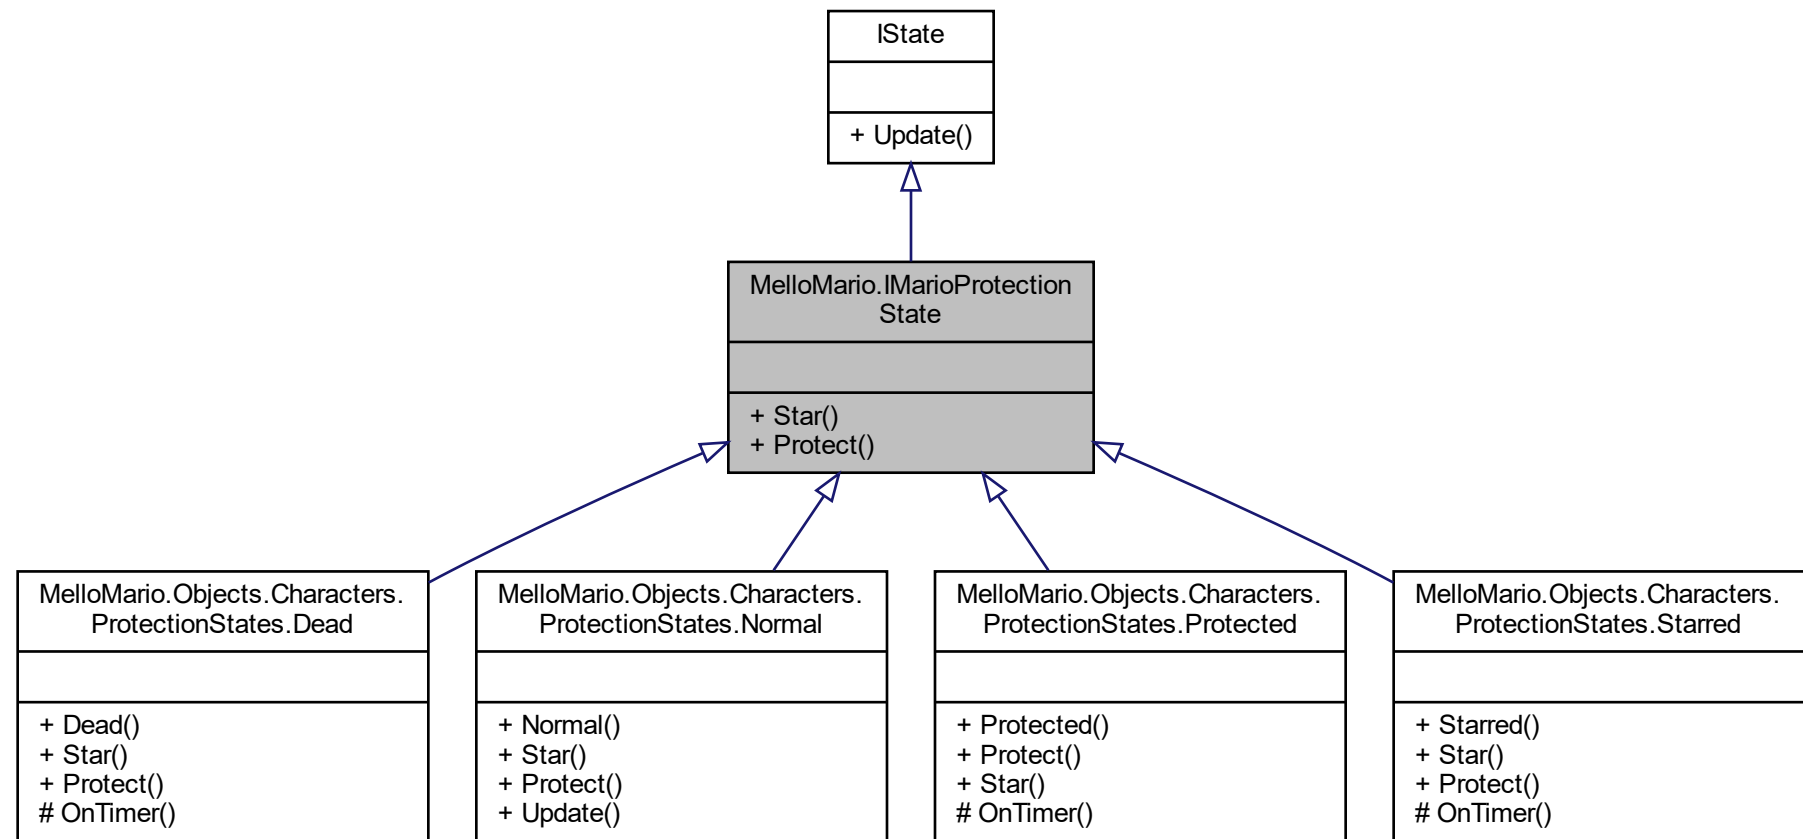 IState
+ Update()
MelloMario.IMarioProtection
State
+ Star()
+ Protect()
MelloMario.Objects.Characters.
ProtectionStates.Dead
+ Dead()
+ Star()
+ Protect()
# OnTimer()
MelloMario.Objects.Characters.
ProtectionStates.Normal
+ Normal()
+ Star()
+ Protect()
+ Update()
MelloMario.Objects.Characters.
ProtectionStates.Protected
+ Protected()
+ Protect()
+ Star()
# OnTimer()
MelloMario.Objects.Characters.
ProtectionStates.Starred
+ Starred()
+ Star()
+ Protect()
# OnTimer()